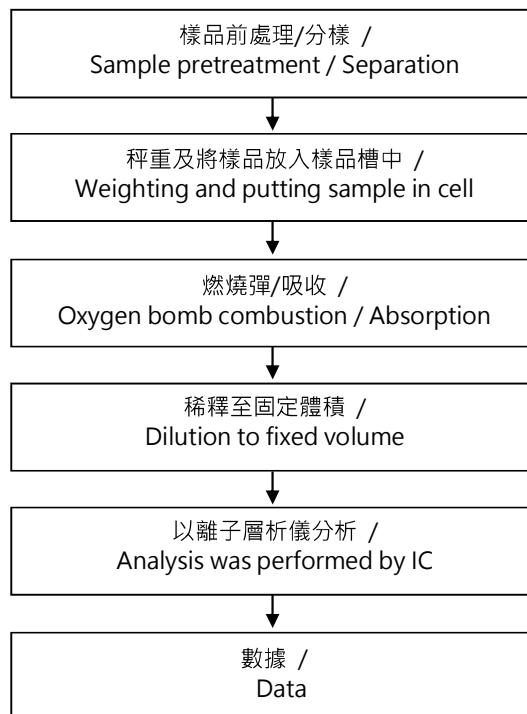 樣品前處理/分樣 /
Sample pretreatment / Separation
秤重及將樣品放入樣品槽中 /
Weighting and putting sample in cell
燃燒彈/吸收 /
Oxygen bomb combustion / Absorption
稀釋至固定體積 /
Dilution to fixed volume
以離子層析儀分析 /
Analysis was performed by IC
數據 /
Data